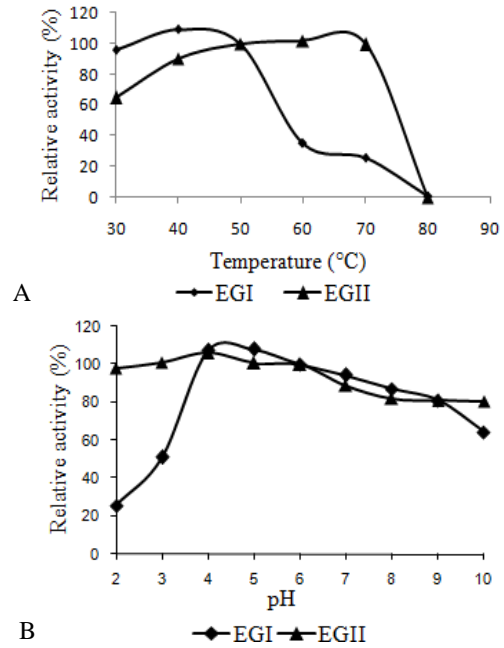 Relative activity (%)
120
100
80
60
40
20
0
30 40 50 60 70 80 90
Temperature (°C)
A
EGI EGII
Relative activity (%)
120
100
80
60
40
20
0
2 3 4 5 6 7 8 9 10
pH
B
EGI EGII